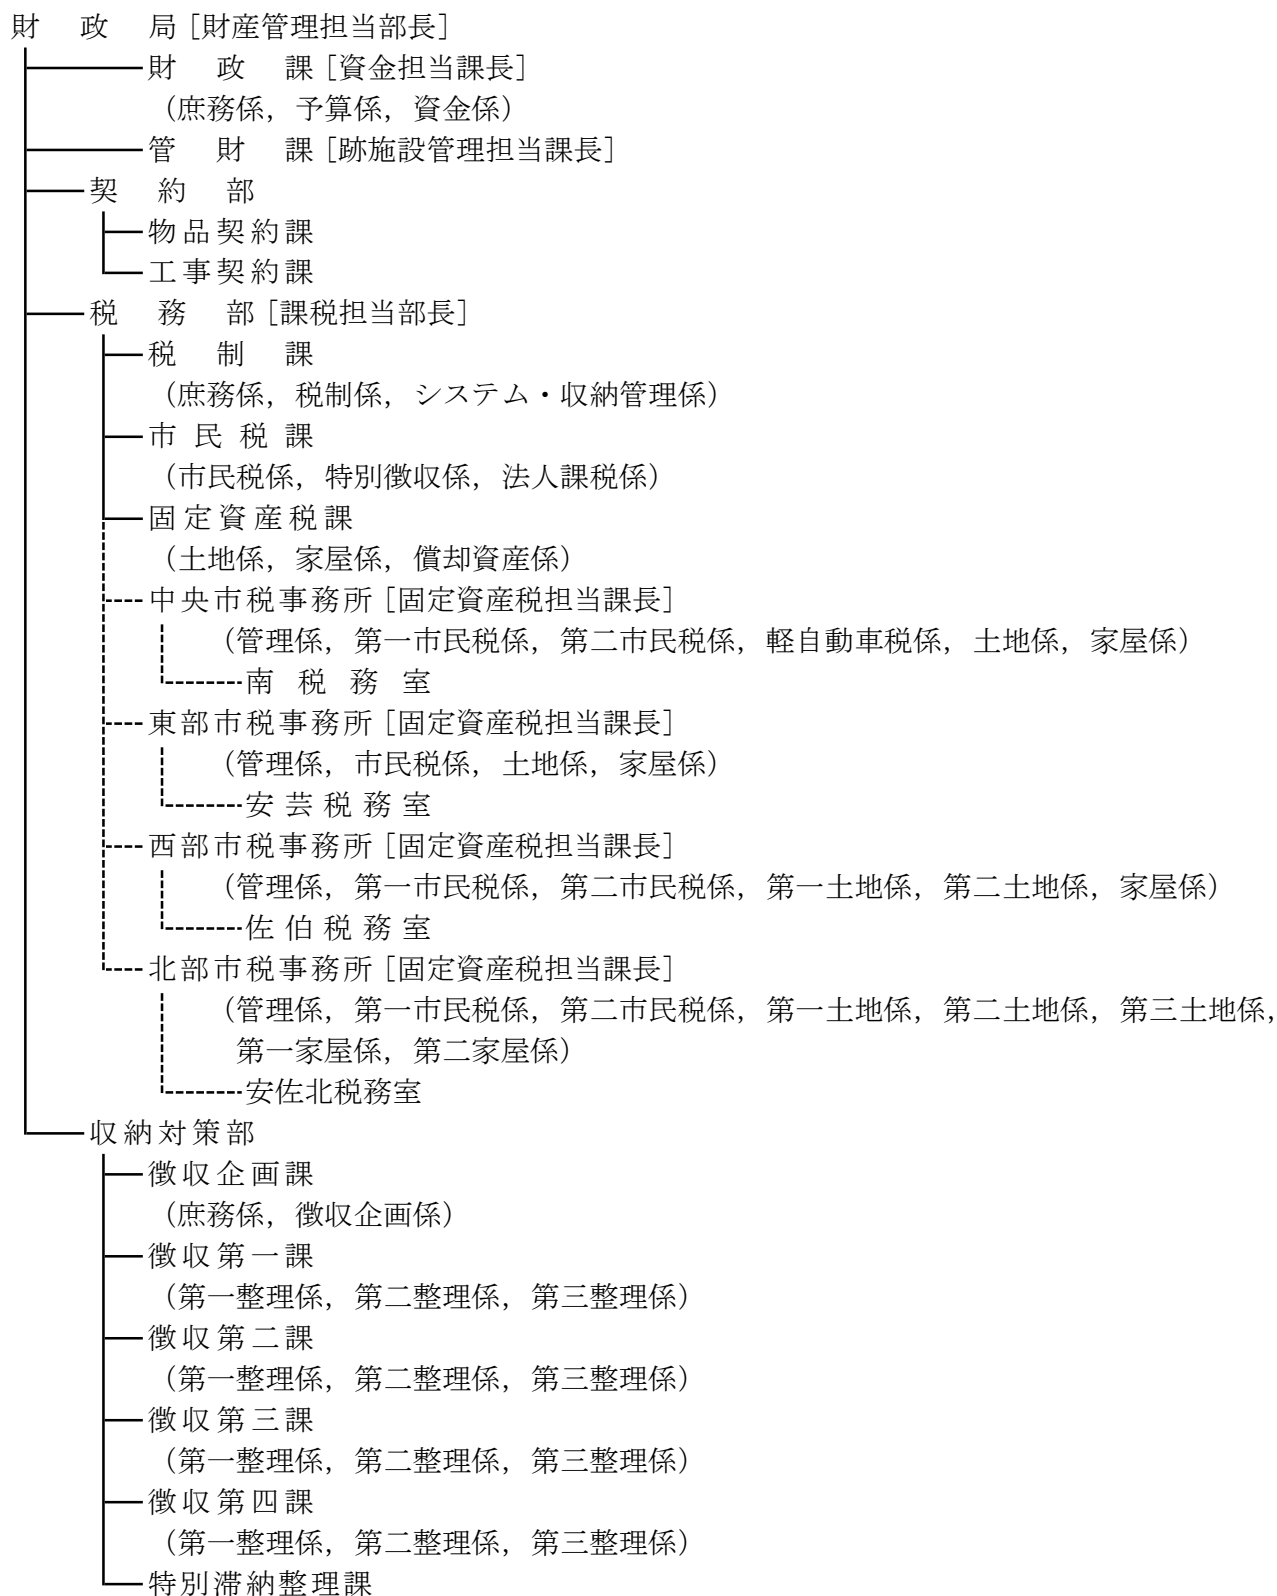 財政局［財産管理担当部長］
財政課［資金担当課長］
（庶務係，予算係，資金係）
管財課［跡施設管理担当課長］
契約部
物品契約課
工事契約課
税務部［課税担当部長］
税制課
（庶務係，税制係，システム・収納管理係）
市民税課
（市民税係，特別徴収係，法人課税係）
固定資産税課
（土地係，家屋係，償却資産係）
中央市税事務所［固定資産税担当課長］
（管理係，第一市民税係，第二市民税係，軽自動車税係，土地係，家屋係）
南税務室
東部市税事務所［固定資産税担当課長］
（管理係，市民税係，土地係，家屋係）
安芸税務室
西部市税事務所［固定資産税担当課長］
（管理係，第一市民税係，第二市民税係，第一土地係，第二土地係，家屋係）
佐伯税務室
北部市税事務所［固定資産税担当課長］
（管理係，第一市民税係，第二市民税係，第一土地係，第二土地係，第三土地係，
第一家屋係，第二家屋係）
安佐北税務室
収納対策部
徴収企画課
（庶務係，徴収企画係）
徴収第一課
（第一整理係，第二整理係，第三整理係）
徴収第二課
（第一整理係，第二整理係，第三整理係）
徴収第三課
（第一整理係，第二整理係，第三整理係）
徴収第四課
（第一整理係，第二整理係，第三整理係）
特別滞納整理課